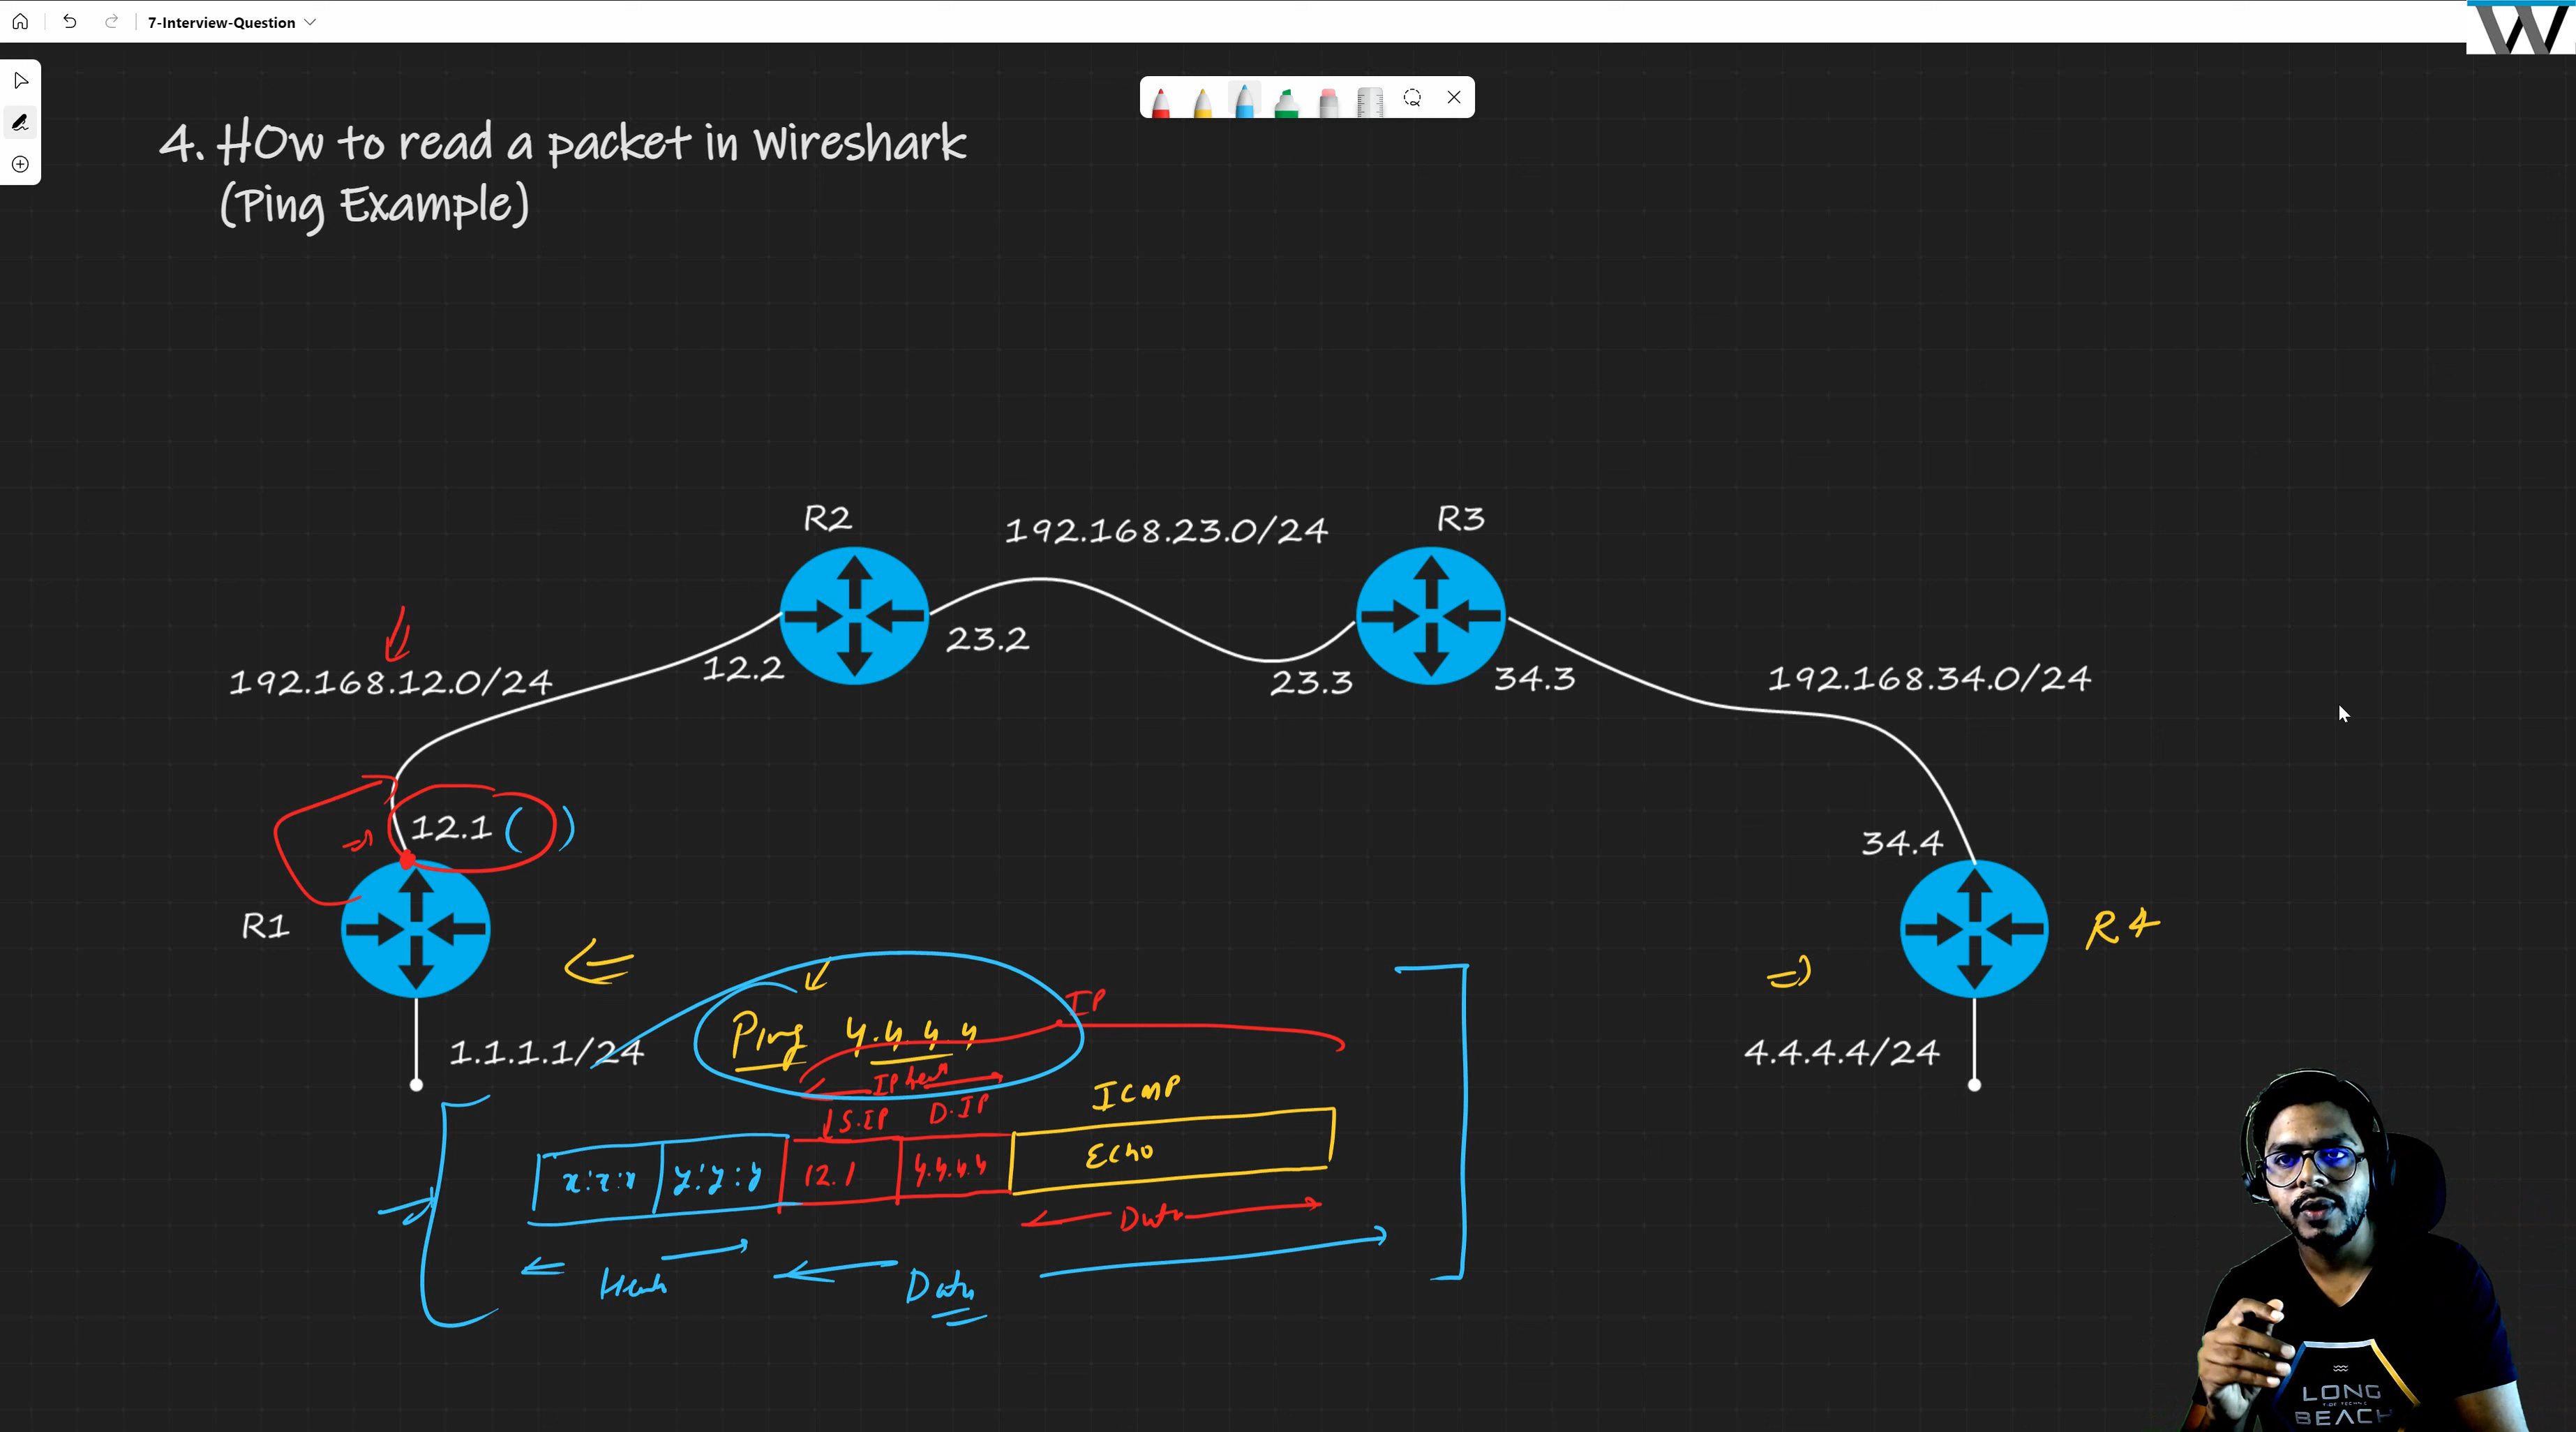 7-Interview-Question
W
4. HOw to read a packet in Wireshark
(Ping Example)
R2
192.168.23.0/24
R3
23.2
192.168.12.0/24
12.2
23.3
34.3
192.168.34.0/24
12.1 ( )
34.4
R1
R4
IP
Ping 4.4.4.4
1.1.1.1/24
4.4.4.4/24
IP
ICMP
S.IP D.IP
x:x:x y:y:y 12.1 4.4.4.4 Echo
Data
Data
LONG
BEACH